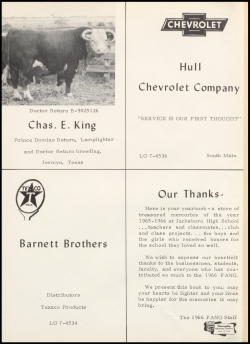 Doctor Return D-9025126
Chas. E. King
Prince Domino Return, Lamplighter
and Doctor Return breeding,
Jermyn, Texas
CHEVROLET
Hull
Chevrolet Company
"SERVICE IS OUR FIRST THOUGHT"
LO 7-6536 South Main
TEXACO
T
Barnett Brothers
Distributors
Texaco Products
LO 7-4534
Our Thanks-
Here is your yearbook - a store of
treasured memories of the year
1965-1966 at Jacksboro High School
...teachers and classmates...club
and class projects... the boys and
the girls who received honors for
the school they loved so well.
We wish to express our heartfelt
thanks to the businessmen, students,
faculty, and everyone who has con-
tributed so much to the 1966 FANG.
We present this book to you; may
your hearts be lighter and your lives
be happier for the memories it may
bring.
The 1966 FANG Staff